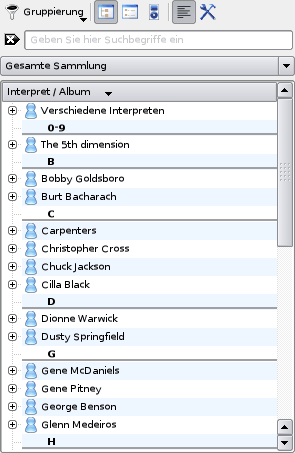 Gruppierung
Geben Sie hier Suchbegriffe ein
Gesamte Sammlung
Interpret / Album
Verschiedene Interpreten
0-9
The 5th dimension
B
Bobby Goldsboro
Burt Bacharach
C
Carpenters
Christopher Cross
Chuck Jackson
Cilla Black
D
Dionne Warwick
Dusty Springfield
G
Gene McDaniels
Gene Pitney
George Benson
Glenn Medeiros
H